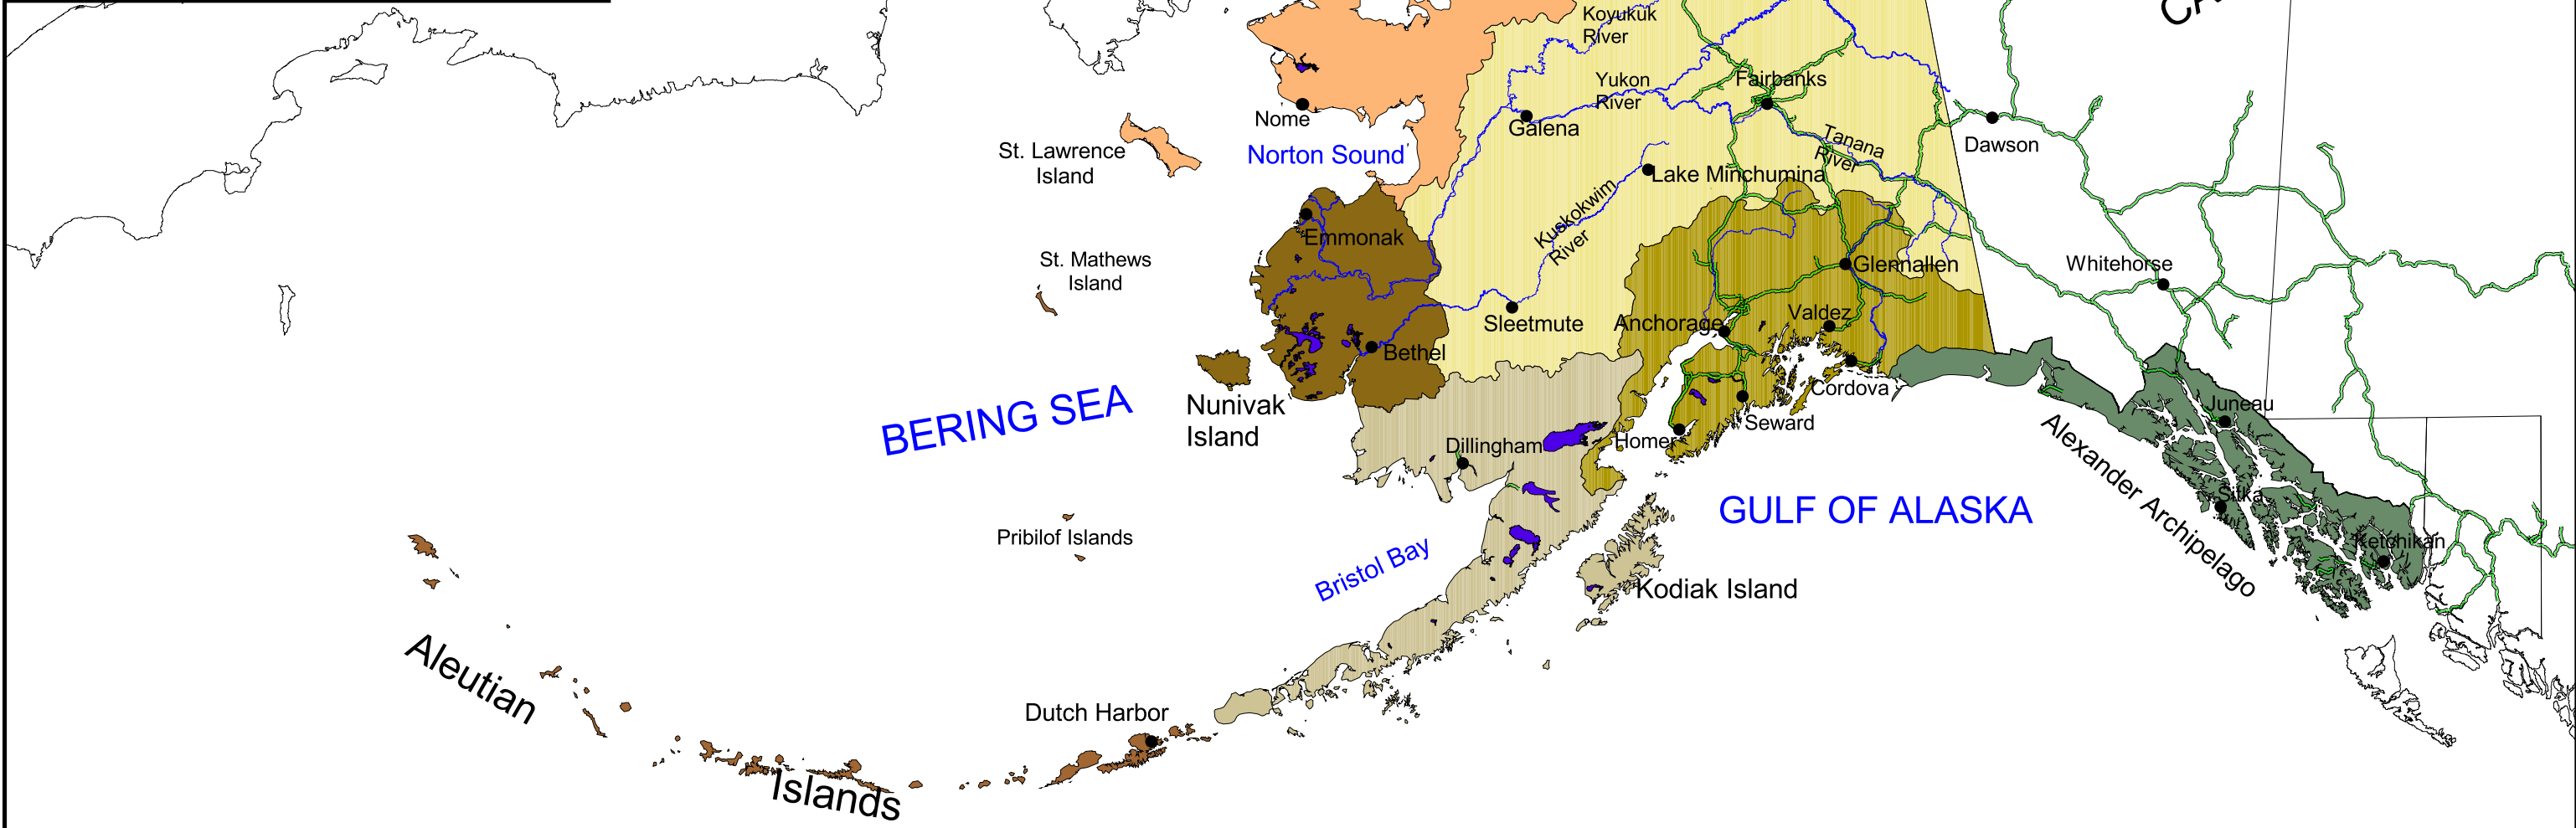 CA
Koyukuk
River
Yukon
River
Fairbanks
Nome
Galena
Tanana
River
Dawson
St. Lawrence
Island
Norton Sound
Lake Minchumina
Kuskokwim
River
Emmonak
St. Mathews
Island
Glennallen
Whitehorse
Sleetmute
Anchorage
Valdez
Bethel
BERING SEA
Nunivak
Island
Cordova
Juneau
Seward
Homer
Dillingham
Alexander Archipelago
Sitka
GULF OF ALASKA
Pribilof Islands
Bristol Bay
Ketchikan
Kodiak Island
Aleutian
Dutch Harbor
Islands